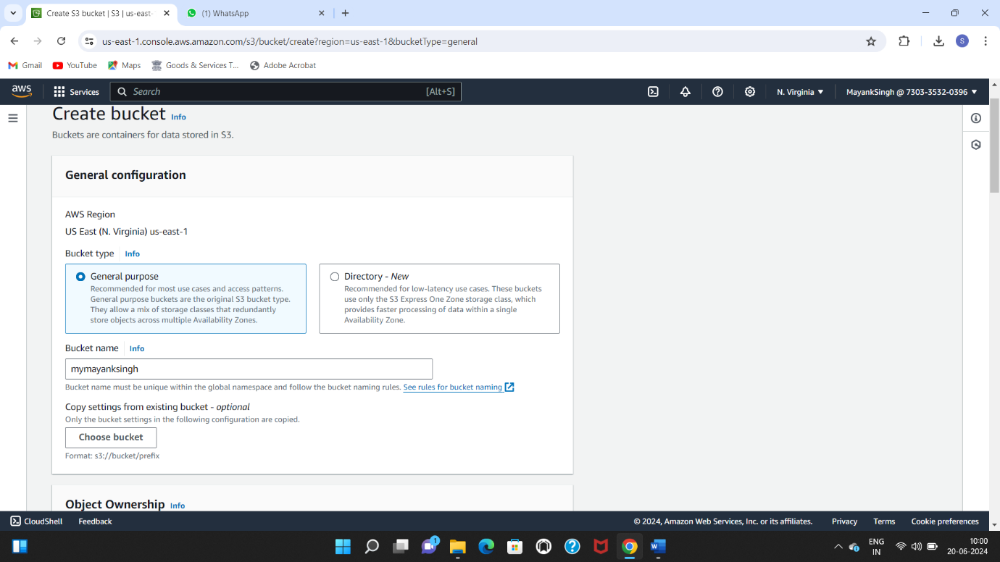 Create S3 bucket | S3 | us-east-
(1) WhatsApp
us-east-1.console.aws.amazon.com/s3/bucket/create?region=us-east-1&bucketType=general
S
Gmail
YouTube
Maps
Goods & Services T...
Adobe Acrobat
aws
Services
Search
[Alt+S]
N. Virginia
MayankSingh @ 7303-3532-0396
Create bucket Info
Buckets are containers for data stored in S3.
General configuration
AWS Region
US East (N. Virginia) us-east-1
Bucket type Info
General purpose
Recommended for most use cases and access patterns.
General purpose buckets are the original S3 bucket type.
They allow a mix of storage classes that redundantly
store objects across multiple Availability Zones.
Directory - New
Recommended for low-latency use cases. These buckets
use only the S3 Express One Zone storage class, which
provides faster processing of data within a single
Availability Zone.
Bucket name Info
mymayanksingh
Bucket name must be unique within the global namespace and follow the bucket naming rules. See rules for bucket naming
Copy settings from existing bucket - optional
Only the bucket settings in the following configuration are copied.
Choose bucket
Format: s3://bucket/prefix
Object Ownership Info
CloudShell
Feedback
© 2024, Amazon Web Services, Inc. or its affiliates.
Privacy
Terms
Cookie preferences
1
W
ENG
IN
10:00
20-06-2024